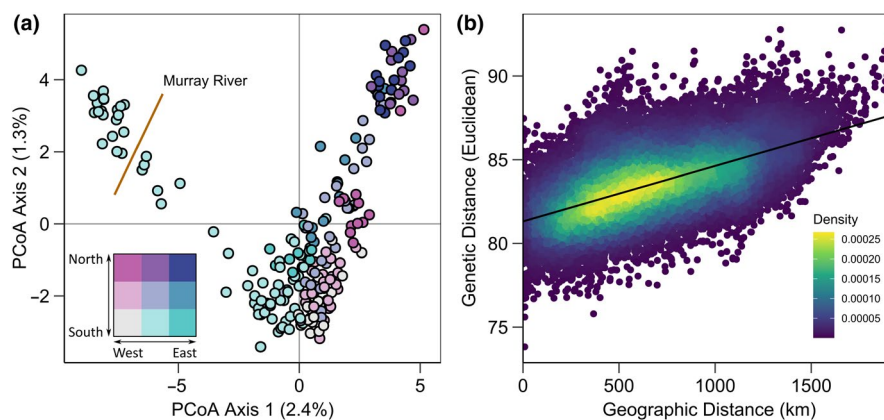 (a)
Murray River
4
2
0
−2
−5
0
5
PCoA Axis 2 (1.3%)
PCoA Axis 1 (2.4%)
North
South
West
East
(b)
90
85
80
75
0
500
1000
1500
Genetic Distance (Euclidean)
Geographic Distance (km)
Density
0.00025
0.00020
0.00015
0.00010
0.00005